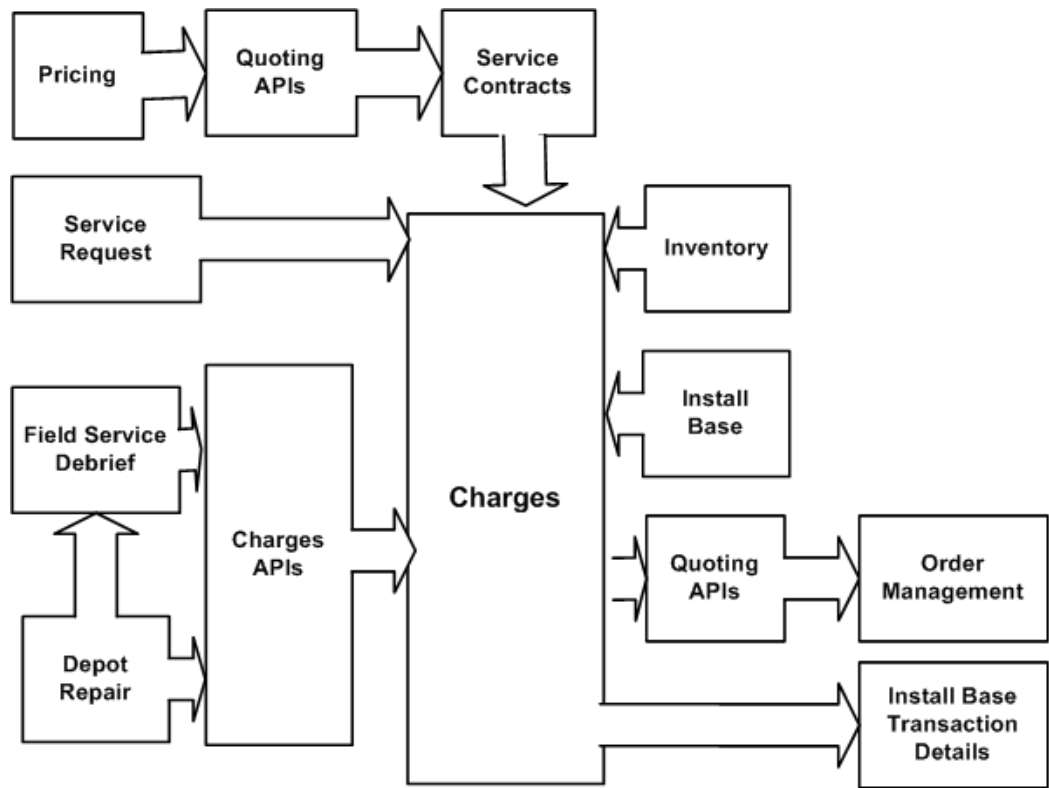 Pricing
Quoting
APIs
Service
Contracts
Service
Request
Inventory
Field Service
Debrief
Install
Base
Charges
Charges
APIs
Quoting
APIs
Order
Management
Depot
Repair
Install Base
Transaction
Details